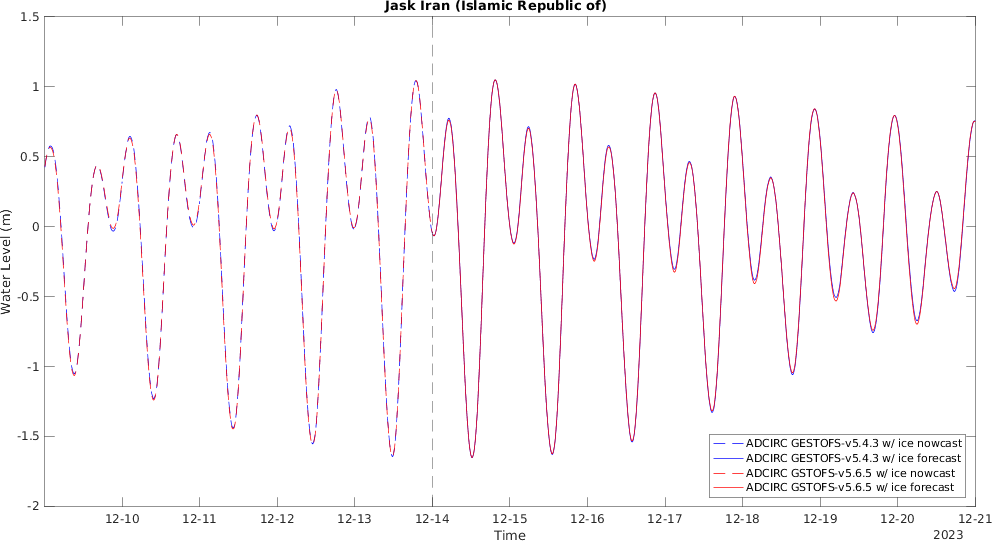 Jask Iran (Islamic Republic of)
1.5
1
0.5
0
-0.5
-1
-1.5
-2
Water Level (m)
12-10 12-11 12-12 12-13 12-14 12-15 12-16 12-17 12-18 12-19 12-20 12-21
Time
2023
ADCIRC GESTOFS-v5.4.3 w/ ice nowcast
ADCIRC GESTOFS-v5.4.3 w/ ice forecast
ADCIRC GSTOFS-v5.6.5 w/ ice nowcast
ADCIRC GSTOFS-v5.6.5 w/ ice forecast